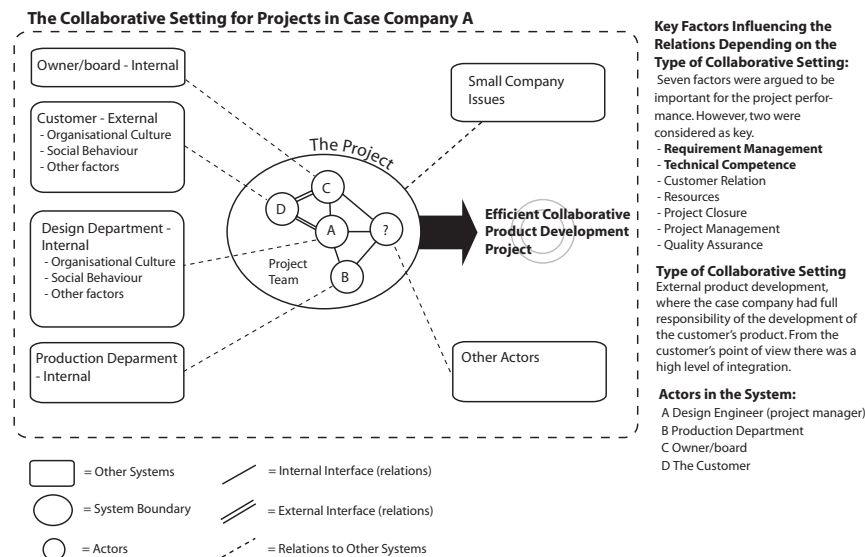 The Collaborative Setting for Projects in Case Company A
Owner/board - Internal
Customer - External
- Organisational Culture
- Social Behaviour
- Other factors
Design Department -
Internal
- Organisational Culture
- Social Behaviour
- Other factors
Production Deparment
- Internal
Small Company
Issues
The Project
C
D
A
?
B
Project
Team
Efficient Collaborative
Product Development
Project
Other Actors
Key Factors Influencing the
Relations Depending on the
Type of Collaborative Setting:
Seven factors were argued to be
important for the project perfor-
mance. However, two were
considered as key.
- Requirement Management
- Technical Competence
- Customer Relation
- Resources
- Project Closure
- Project Management
- Quality Assurance
Type of Collaborative Setting
External product development,
where the case company had full
responsibility of the development of
the customer's product. From the
customer's point of view there was a
high level of integration.
Actors in the System:
A Design Engineer (project manager)
B Production Department
C Owner/board
D The Customer
= Other Systems
= System Boundary
= Actors
= Internal Interface (relations)
= External Interface (relations)
= Relations to Other Systems